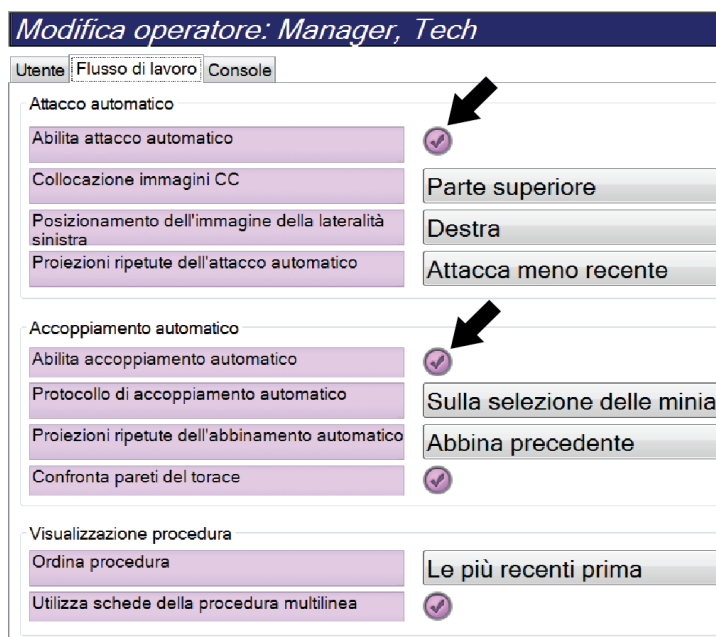 Modifica operatore: Manager, Tech
Utente Flusso di lavoro Console
Attacco automatico
Abilita attacco automatico
Collocazione immagini CC Parte superiore
Posizionamento dell'immagine della lateralità
sinistra Destra
Proiezioni ripetute dell'attacco automatico Attacca meno recente
Accoppiamento automatico
Abilita accoppiamento automatico
Protocollo di accoppiamento automatico Sulla selezione delle minia
Proiezioni ripetute dell'abbinamento automatico Abbina precedente
Confronta pareti del torace
Visualizzazione procedura
Ordina procedura Le più recenti prima
Utilizza schede della procedura multilinea